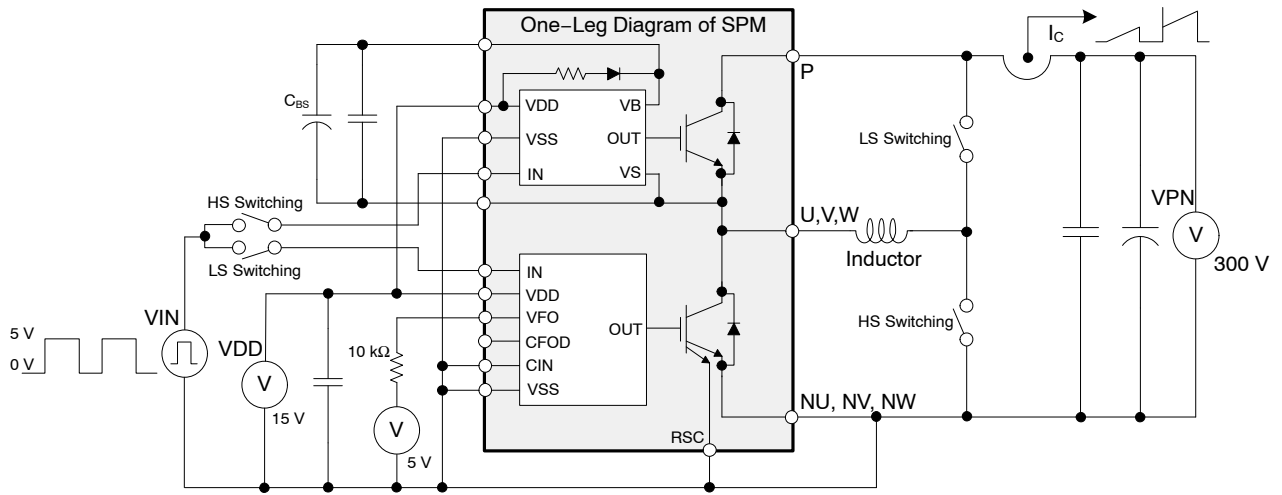 One−Leg Diagram of SPM
I_C
P
C_BS
VDD
VB
VSS
OUT
IN
VS
LS Switching
HS Switching
LS Switching
U,V,W
Inductor
VPN
V
300 V
IN
VDD
VFO
CFOD
CIN
VSS
OUT
HS Switching
VIN
5 V
0 V
VDD
V
15 V
10 kΩ
V
5 V
RSC
NU, NV, NW